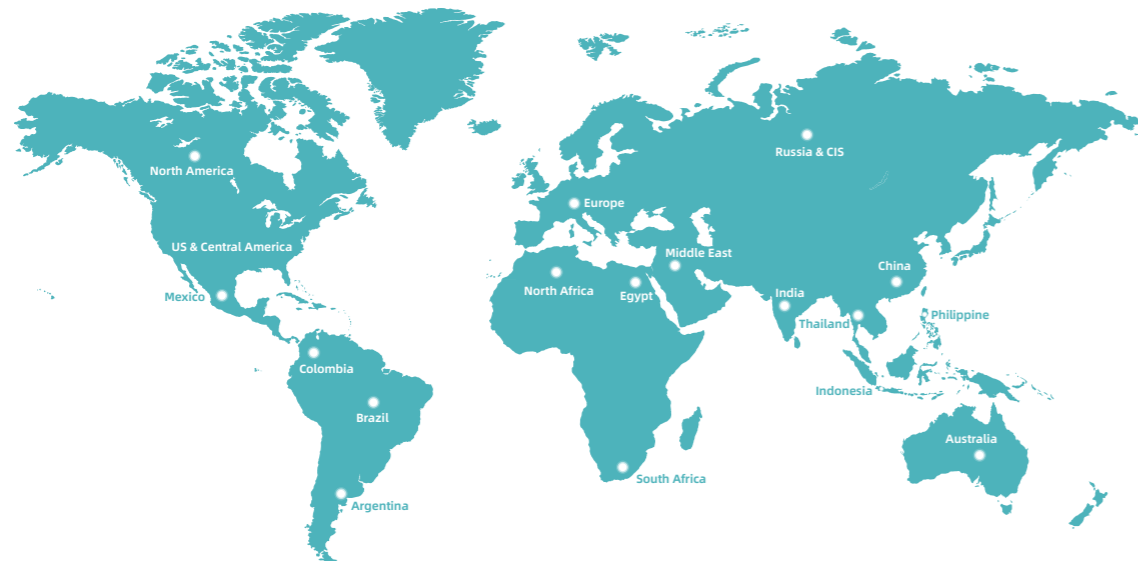 Russia & CIS
North America
Europe
US & Central America
Middle East
China
North Africa
Egypt
India
Mexico
Philippine
Thailand
Colombia
Indonesia
Brazil
Australia
South Africa
Argentina